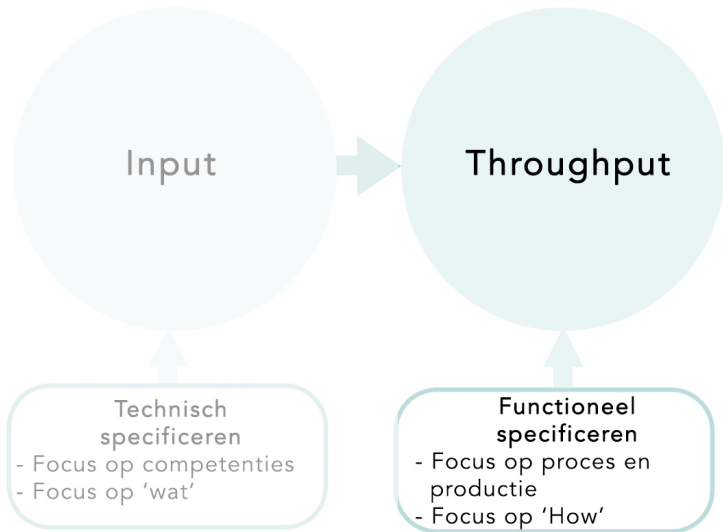 Input
Throughput
Technisch
specificeren
- Focus op competenties
- Focus op ‘wat’
Functioneel
specificeren
- Focus op proces en
productie
- Focus op ‘How’